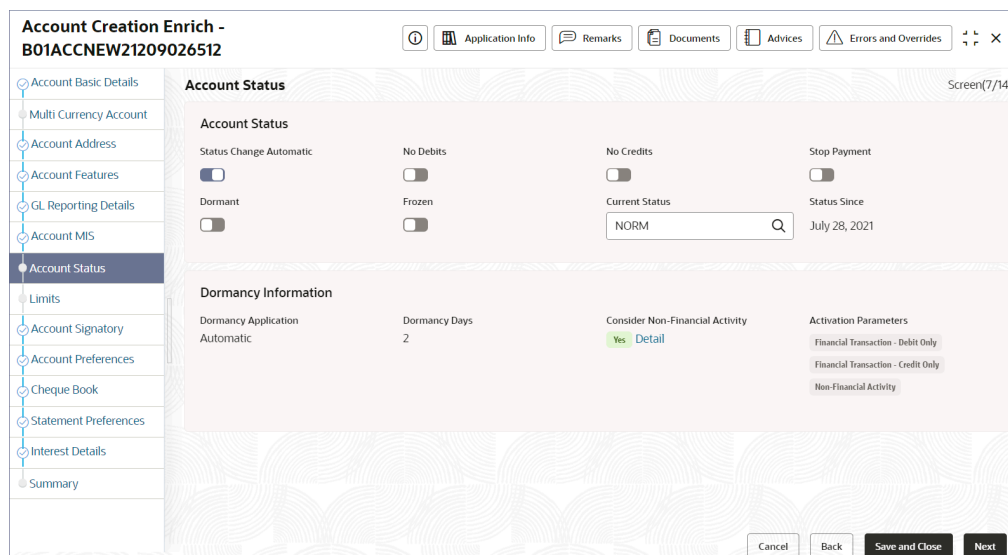 Account Creation Enrich -
B01ACCNEW21209026512
Application Info
Remarks
Documents
Advices
Errors and Overrides
Account Basic Details
Multi Currency Account
Account Address
Account Features
GL Reporting Details
Account MIS
Account Status
Limits
Account Signatory
Account Preferences
Cheque Book
Statement Preferences
Interest Details
Summary
Account Status
Screen(7/14
Account Status
Status Change Automatic
No Debits
No Credits
Stop Payment
Dormant
Frozen
Current Status
NORM
Status Since
July 28, 2021
Dormancy Information
Dormancy Application
Automatic
Dormancy Days
2
Consider Non-Financial Activity
Yes Detail
Activation Parameters
Financial Transaction - Debit Only
Financial Transaction - Credit Only
Non-Financial Activity
Cancel
Back
Save and Close
Next